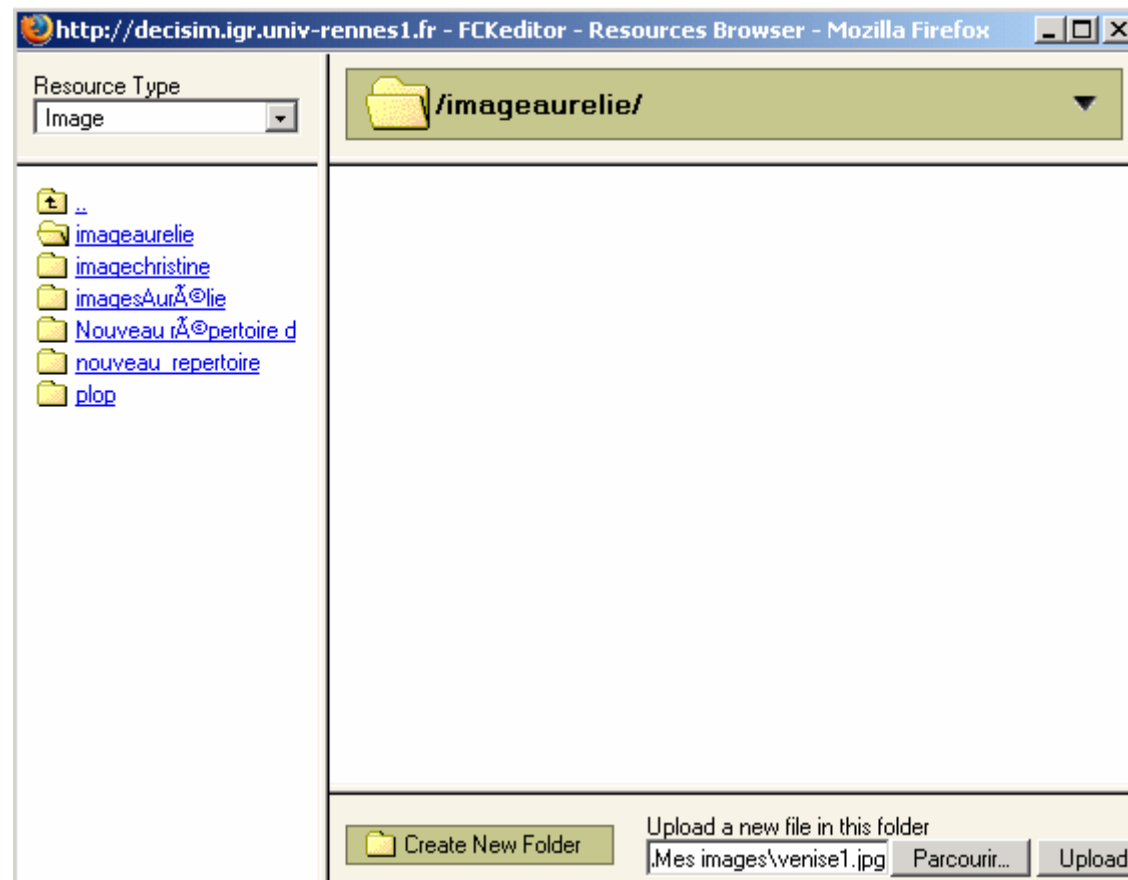 http://decisim.igr.univ-rennes1.fr - FCKeditor - Resources Browser - Mozilla Firefox
Resource Type
Image
/imageaurelie/
..
imageaurelie
imagechristine
imagesAurÃ©lie
Nouveau rÃ©pertoire d
nouveau_repertoire
plop
Create New Folder
Upload a new file in this folder
.Mes images\venise1.jpg Parcourir... Upload